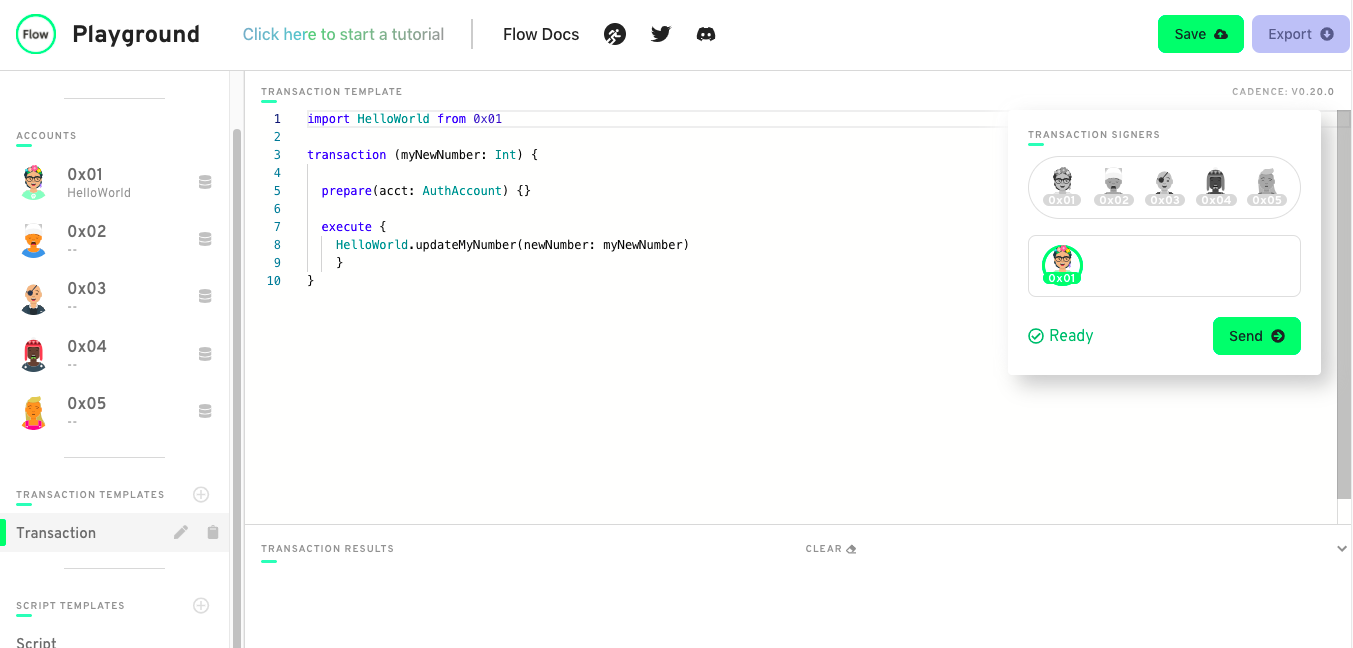 Flow
Playground
Click here to start a tutorial
Flow Docs
Save
Export
ACCOUNTS
0x01
HelloWorld
0x02
--
0x03
--
0x04
--
0x05
--
TRANSACTION TEMPLATES
Transaction
SCRIPT TEMPLATES
Script
TRANSACTION TEMPLATE
CADENCE: V0.20.0
1 import HelloWorld from 0x01
2
3 transaction (myNewNumber: Int) {
4
5 prepare(acct: AuthAccount) {}
6
7 execute {
8 HelloWorld.updateMyNumber(newNumber: myNewNumber)
9 }
10 }
TRANSACTION SIGNERS
0x01 0x02 0x03 0x04 0x05
0x01
Ready
Send
TRANSACTION RESULTS
CLEAR